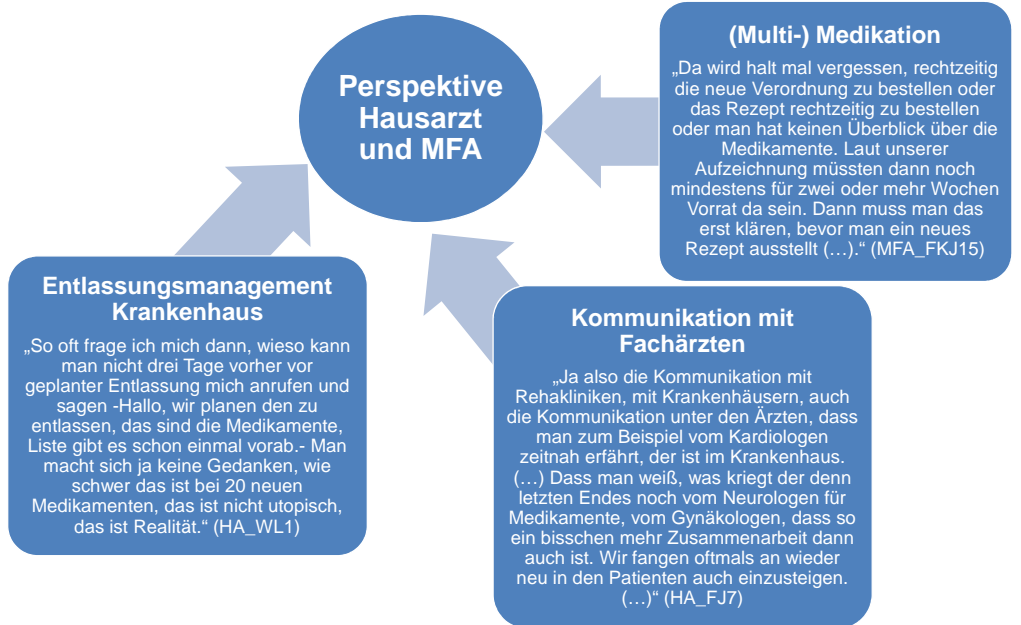 Perspektive
Hausarzt
und MFA
(Multi-) Medikation
„Da wird halt mal vergessen, rechtzeitig
die neue Verordnung zu bestellen oder
das Rezept rechtzeitig zu bestellen
oder man hat keinen Überblick über die
Medikamente. Laut unserer
Aufzeichnung müssten dann noch
mindestens für zwei oder mehr Wochen
Vorrat da sein. Dann muss man das
erst klären, bevor man ein neues
Rezept ausstellt (…).“ (MFA_FKJ15)
Entlassungsmanagement
Krankenhaus
„So oft frage ich mich dann, wieso kann
man nicht drei Tage vorher vor
geplanter Entlassung mich anrufen und
sagen -Hallo, wir planen den zu
entlassen, das sind die Medikamente,
Liste gibt es schon einmal vorab.- Man
macht sich ja keine Gedanken, wie
schwer das ist bei 20 neuen
Medikamenten, das ist nicht utopisch,
das ist Realität.“ (HA_WL1)
Kommunikation mit
Fachärzten
„Ja also die Kommunikation mit
Rehakliniken, mit Krankenhäusern, auch
die Kommunikation unter den Ärzten, dass
man zum Beispiel vom Kardiologen
zeitnah erfährt, der ist im Krankenhaus.
(…) Dass man weiß, was kriegt der denn
letzten Endes noch vom Neurologen für
Medikamente, vom Gynäkologen, dass so
ein bisschen mehr Zusammenarbeit dann
auch ist. Wir fangen oftmals an wieder
neu in den Patienten auch einzusteigen.
(…)“ (HA_FJ7)